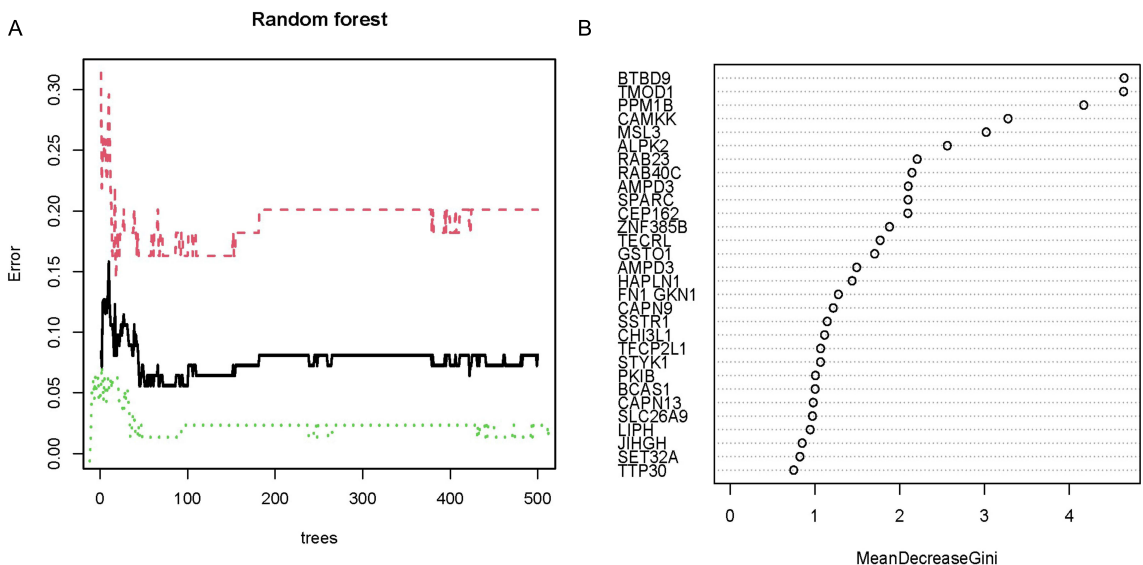 A
Random forest
Error
0.30
0.25
0.20
0.15
0.10
0.05
0.00
0
100
200
300
400
500
trees
B
BTBD9
TMOD1
PPM1B
CAMKK
MSL3
ALPK2
RAB23
RAB40C
AMPD3
SPARC
CEP162
ZNF385B
TECRL
GSTO1
AMPD3
HAPLN1
FN1 GKN1
CAPN9
SSTR1
CHI3L1
TFCP2L1
STYK1
PKIB
BCAS1
CAPN13
SLC26A9
LIPH
JIHGH
SET32A
TTP30
0
1
2
3
4
MeanDecreaseGini